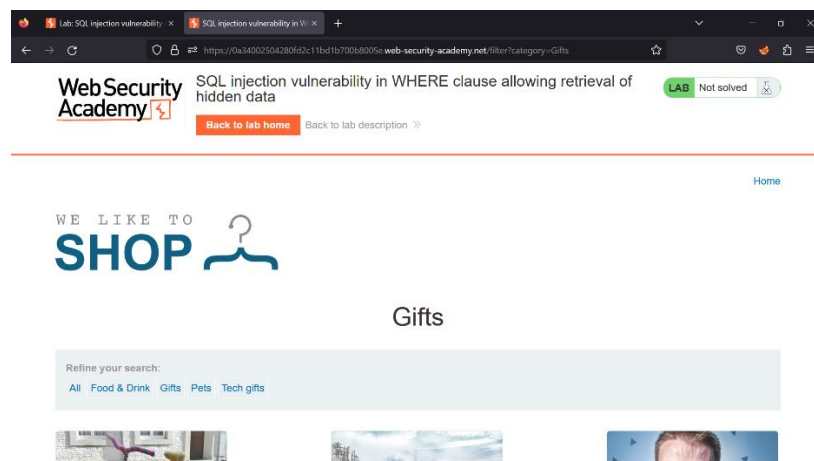 Lab: SQL injection vulnerability
SQL injection vulnerability in W
https://0a34002504280fd2c11bd1b700b8005e.web-security-academy.net/filter?category=Gifts
Web Security
Academy
SQL injection vulnerability in WHERE clause allowing retrieval of
hidden data
LAB Not solved
Back to lab home Back to lab description
Home
WE LIKE TO
SHOP
Gifts
Refine your search:
All Food & Drink Gifts Pets Tech gifts